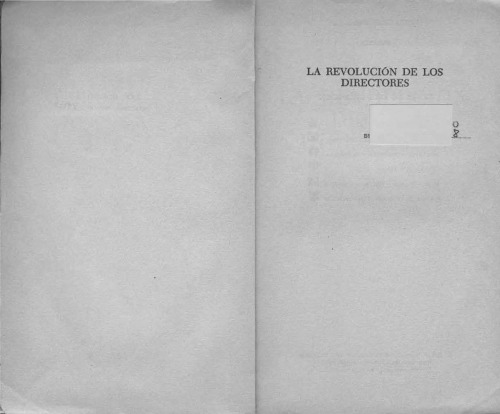 LA REVOLUCIÓN DE LOS
DIRECTORES